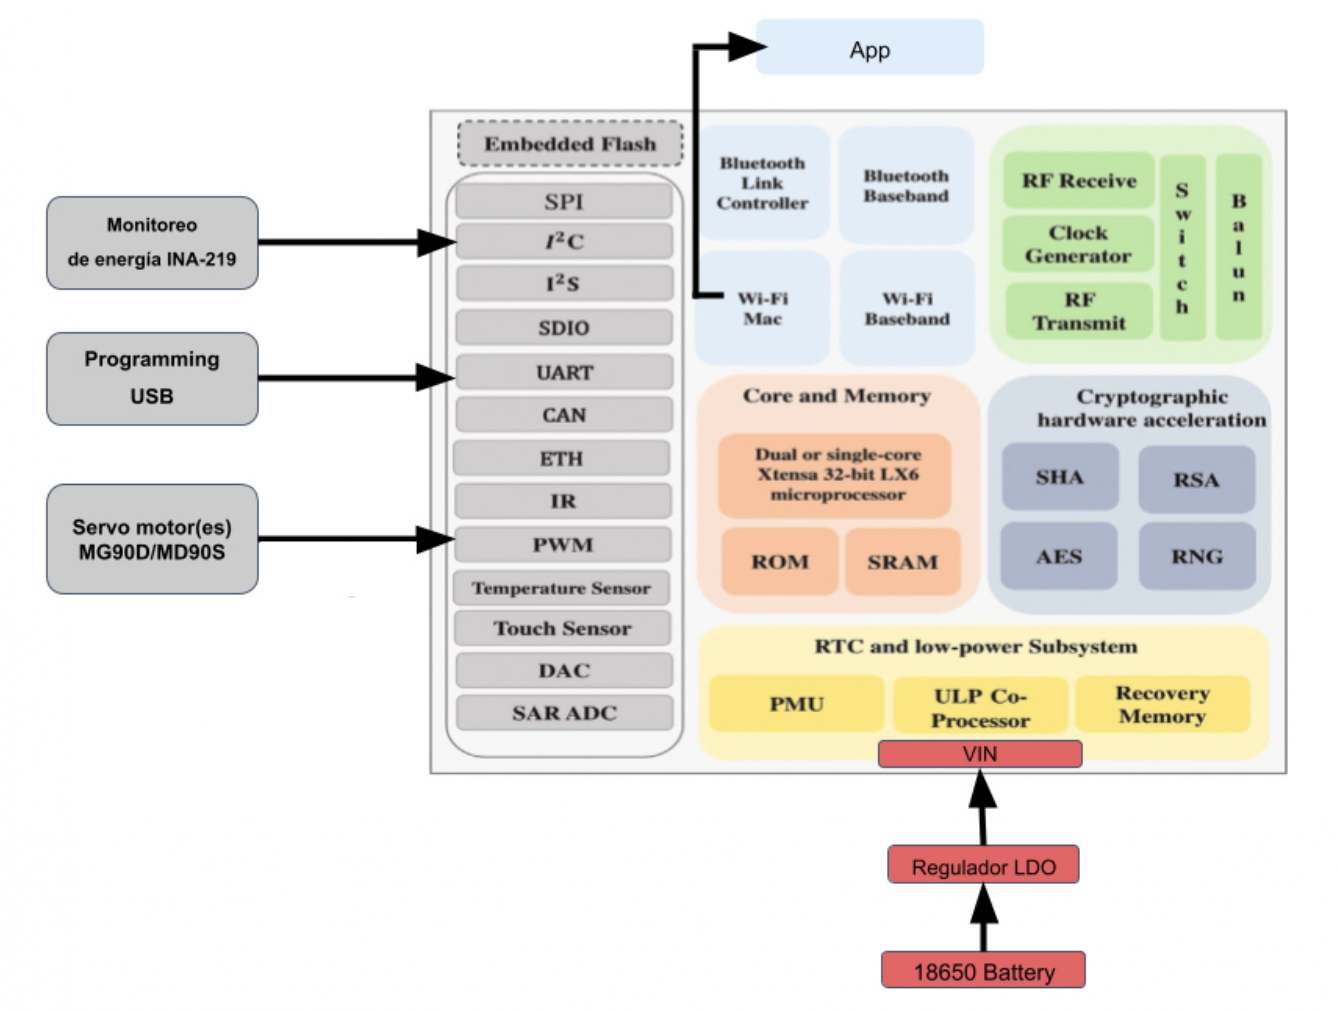 App
Embedded Flash
SPI
I²C
I²S
SDIO
UART
CAN
ETH
IR
PWM
Temperature Sensor
Touch Sensor
DAC
SAR ADC
Monitoreo
de energía INA-219
Programming
USB
Servo motor(es)
MG90D/MD90S
Bluetooth
Link
Controller
Bluetooth
Baseband
Wi-Fi
Mac
Wi-Fi
Baseband
RF Receive
Clock
Generator
RF
Transmit
Switch
Balun
Core and Memory
Dual or single-core
Xtensa 32-bit LX6
microprocessor
ROM
SRAM
Cryptographic
hardware acceleration
SHA
RSA
AES
RNG
RTC and low-power Subsystem
PMU
ULP Co-
Processor
Recovery
Memory
VIN
Regulador LDO
18650 Battery